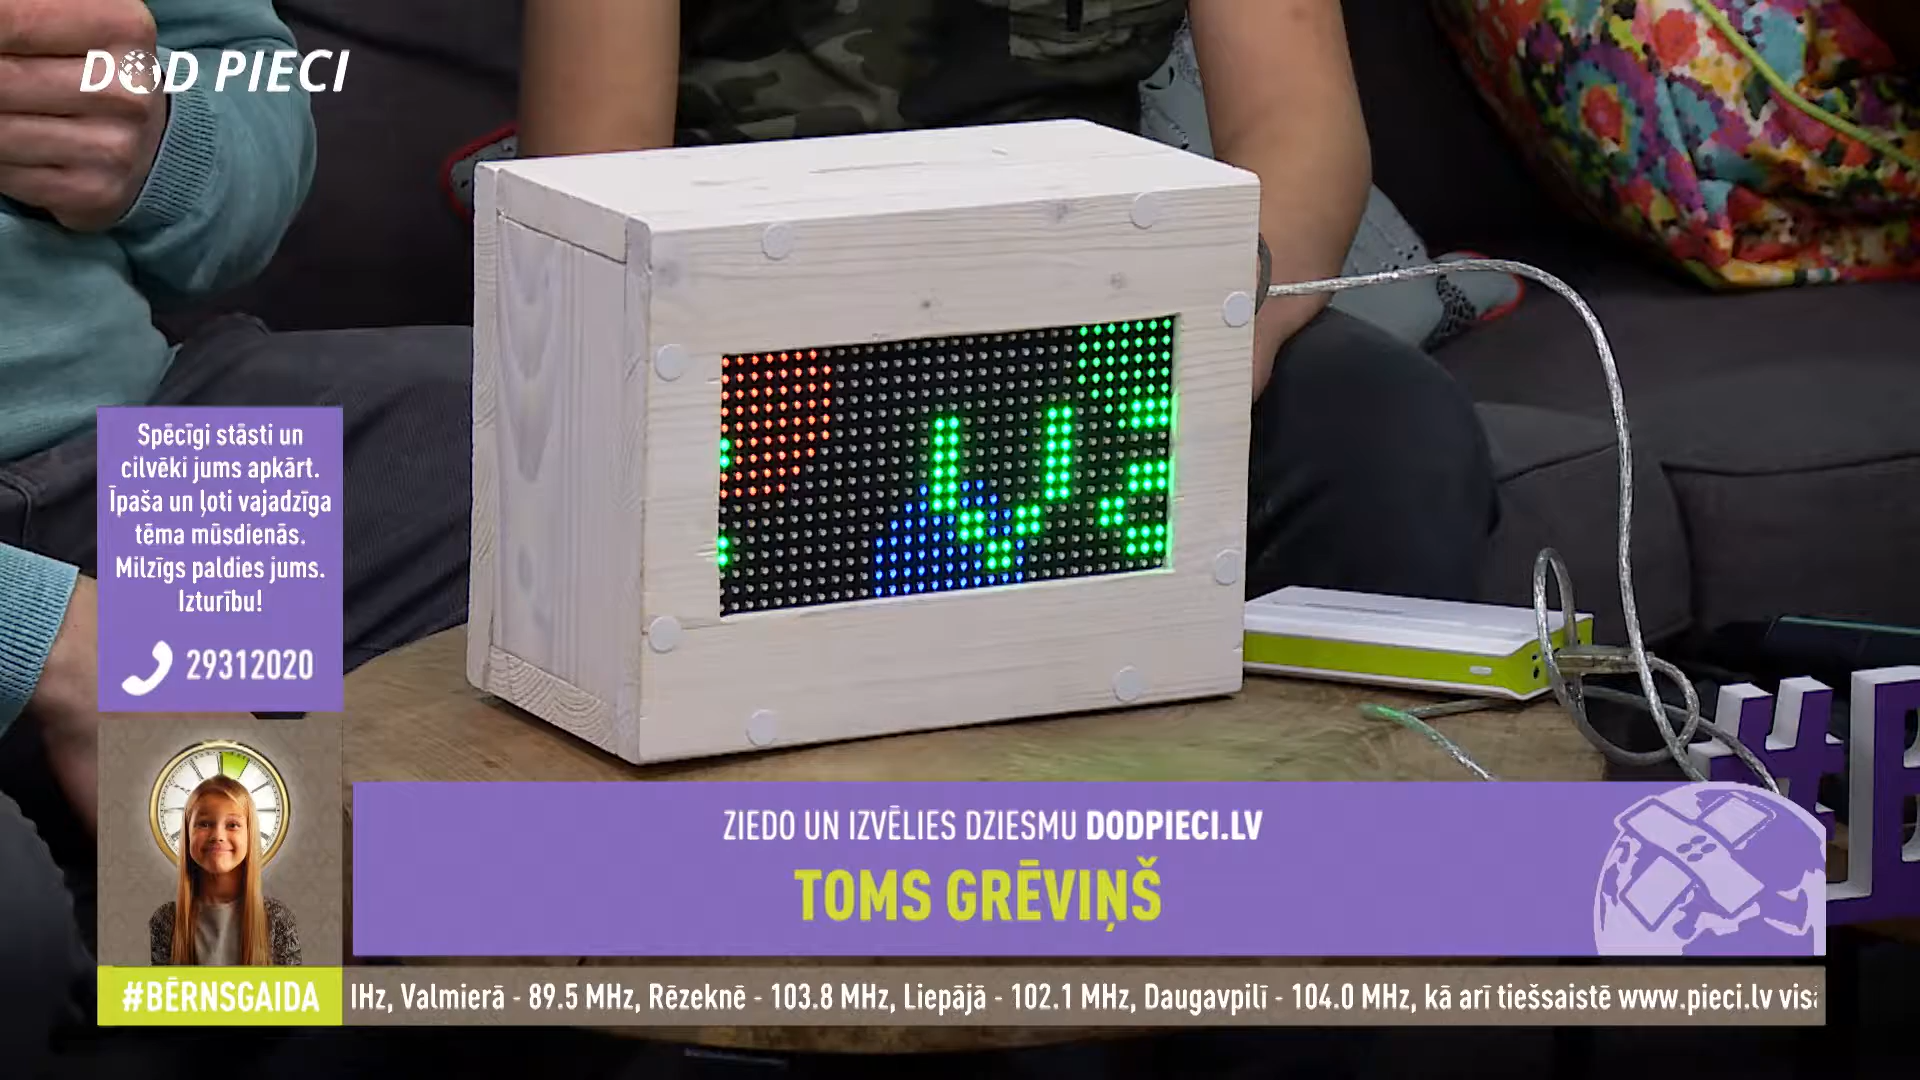 DOD PIECI
Spēcīgi stāsti un
cilvēki jums apkārt.
Īpaša un ļoti vajadzīga
tēma mūsdienās.
Milzīgs paldies jums.
Izturību!
29312020
ZIEDO UN IZVĒLIES DZIESMU DODPIECI.LV
TOMS GRĒVIŅŠ
#BĒRNSGAIDA
Hz, Valmierā - 89.5 MHz, Rēzeknē - 103.8 MHz, Liepājā - 102.1 MHz, Daugavpilī - 104.0 MHz, kā arī tiešsaistē www.pieci.lv vis